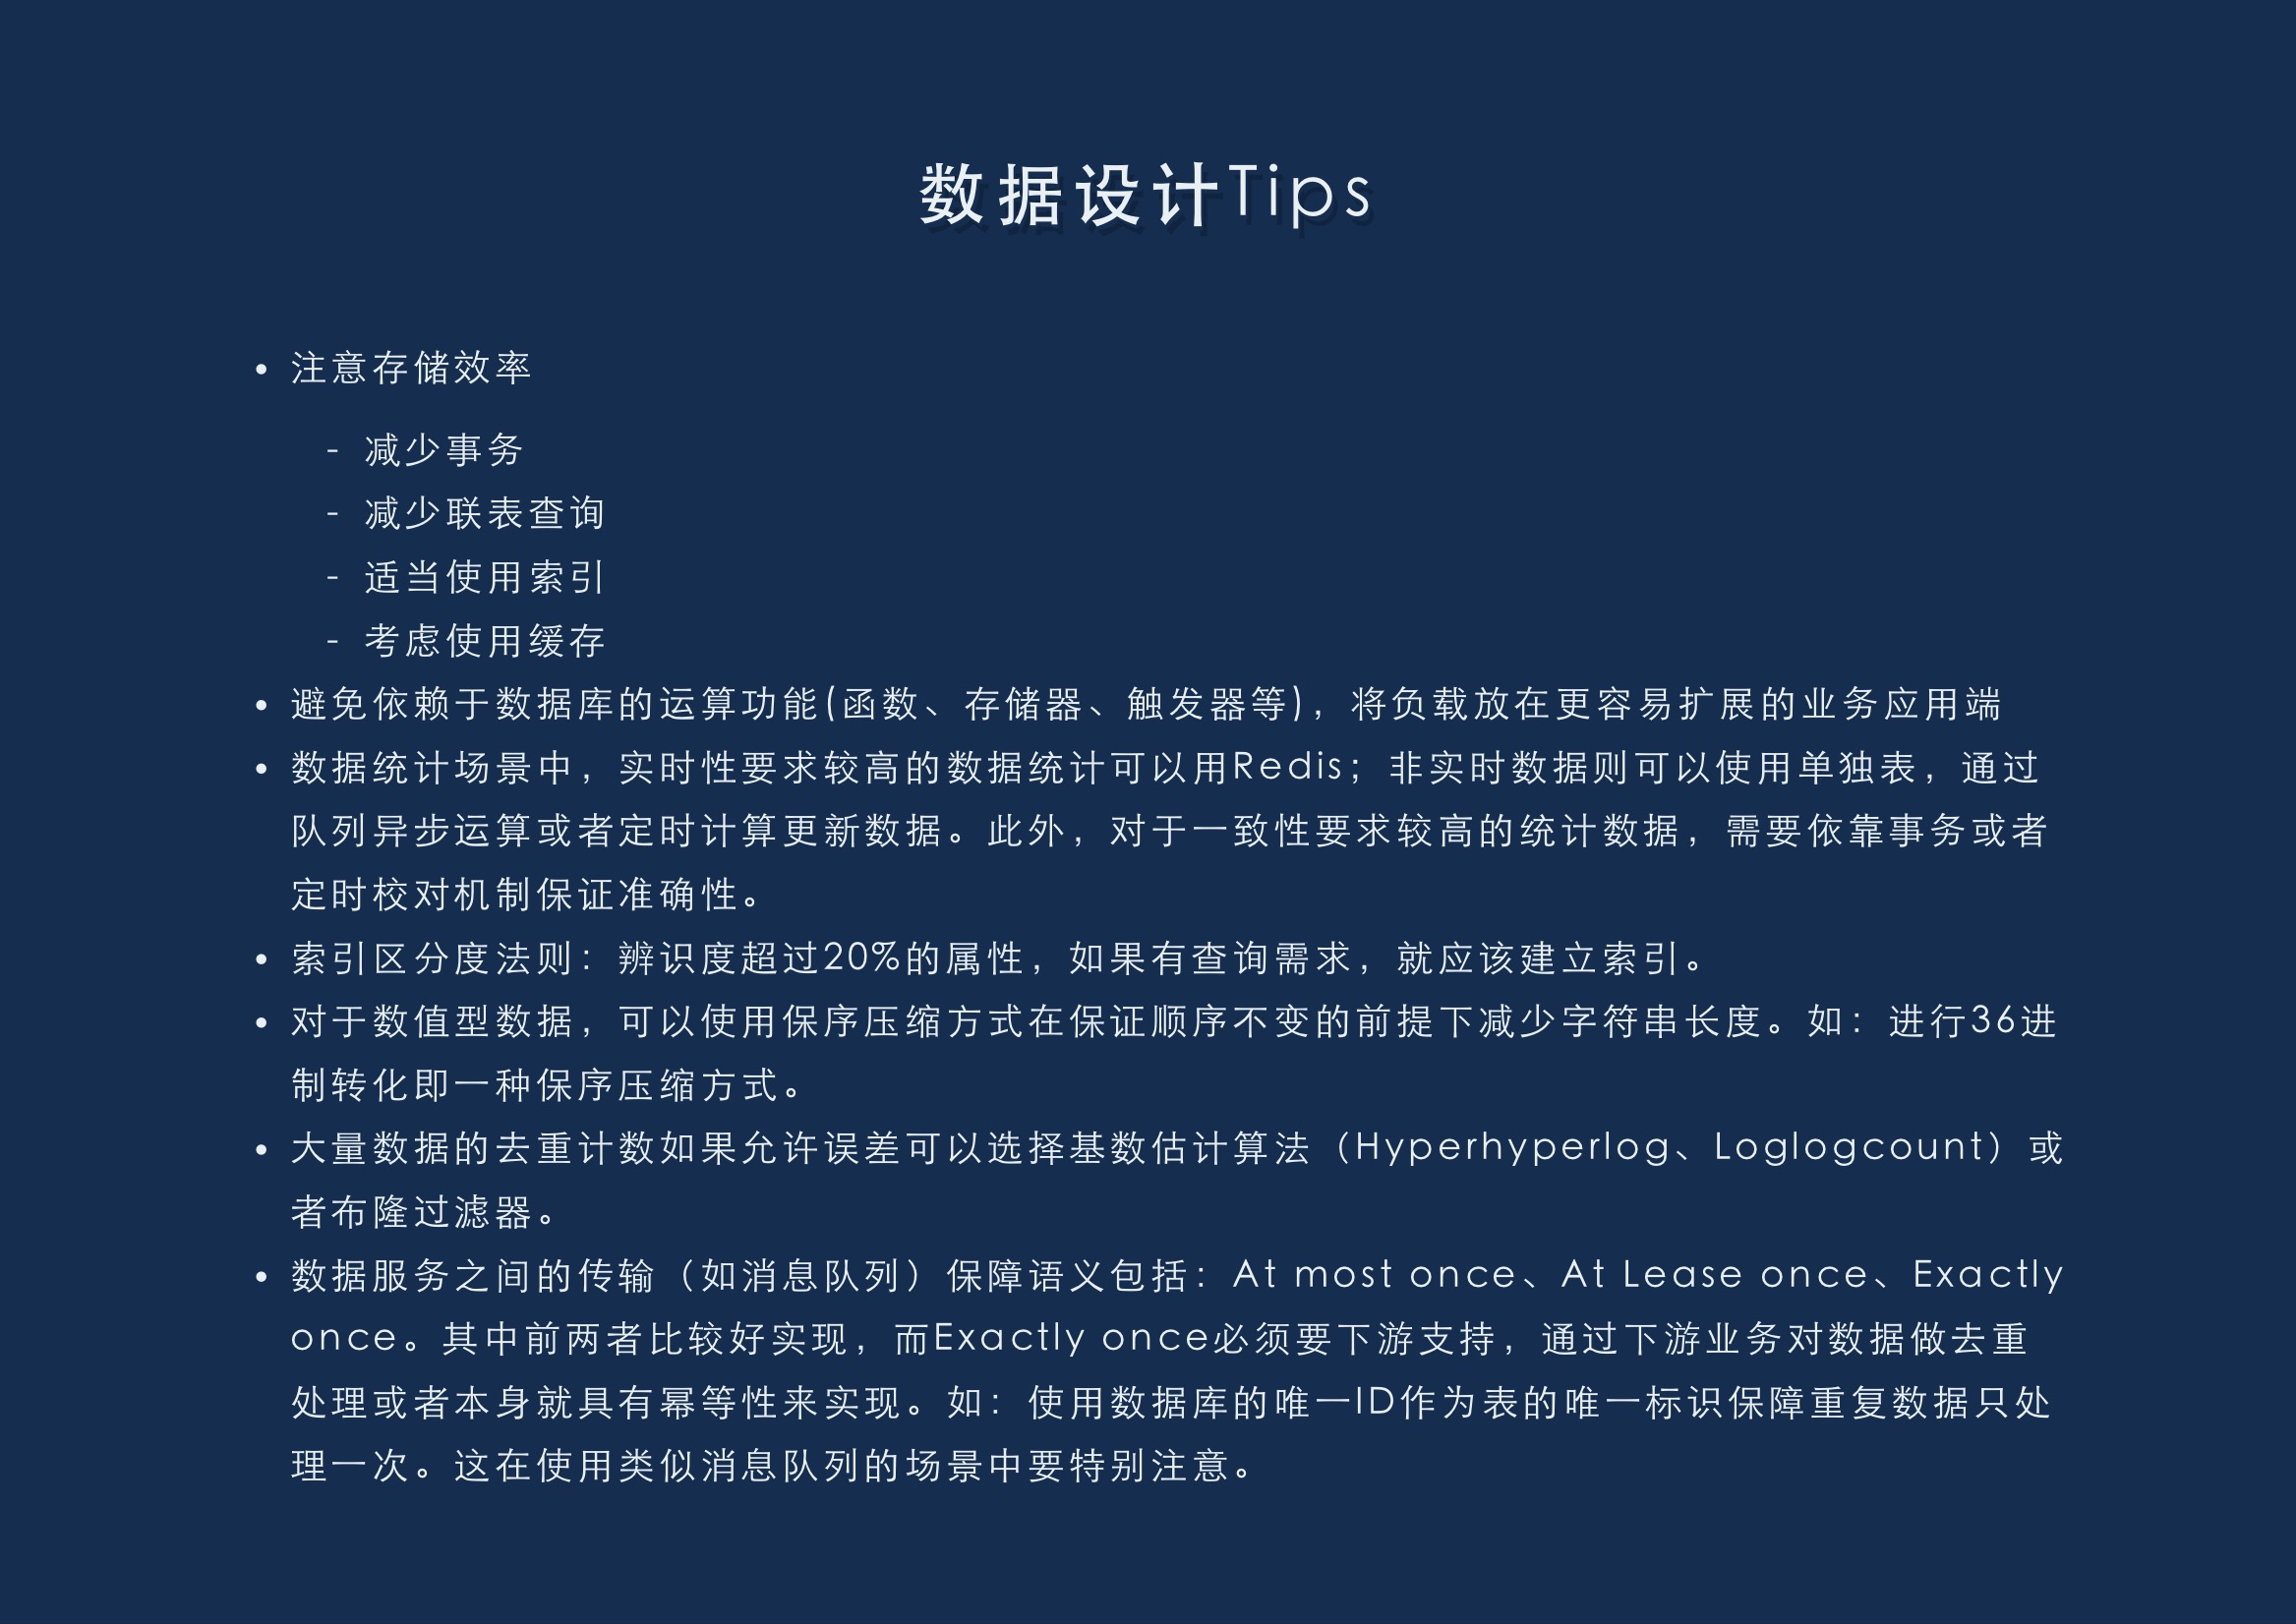 数据设计Tips
• 注意存储效率
- 减少事务
- 减少联表查询
- 适当使用索引
- 考虑使用缓存
• 避免依赖于数据库的运算功能(函数、存储器、触发器等)，将负载放在更容易扩展的业务应用端
• 数据统计场景中，实时性要求较高的数据统计可以用Redis；非实时数据则可以使用单独表，通过
队列异步运算或者定时计算更新数据。此外，对于一致性要求较高的统计数据，需要依靠事务或者
定时校对机制保证准确性。
• 索引区分度法则：辨识度超过20%的属性，如果有查询需求，就应该建立索引。
• 对于数值型数据，可以使用保序压缩方式在保证顺序不变的前提下减少字符串长度。如：进行36进
制转化即一种保序压缩方式。
• 大量数据的去重计数如果允许误差可以选择基数估计算法（Hyperhyperlog、Loglogcount）或
者布隆过滤器。
• 数据服务之间的传输（如消息队列）保障语义包括：At most once、At Lease once、Exactly
once。其中前两者比较好实现，而Exactly once必须要下游支持，通过下游业务对数据做去重
处理或者本身就具有幂等性来实现。如：使用数据库的唯一ID作为表的唯一标识保障重复数据只处
理一次。这在使用类似消息队列的场景中要特别注意。